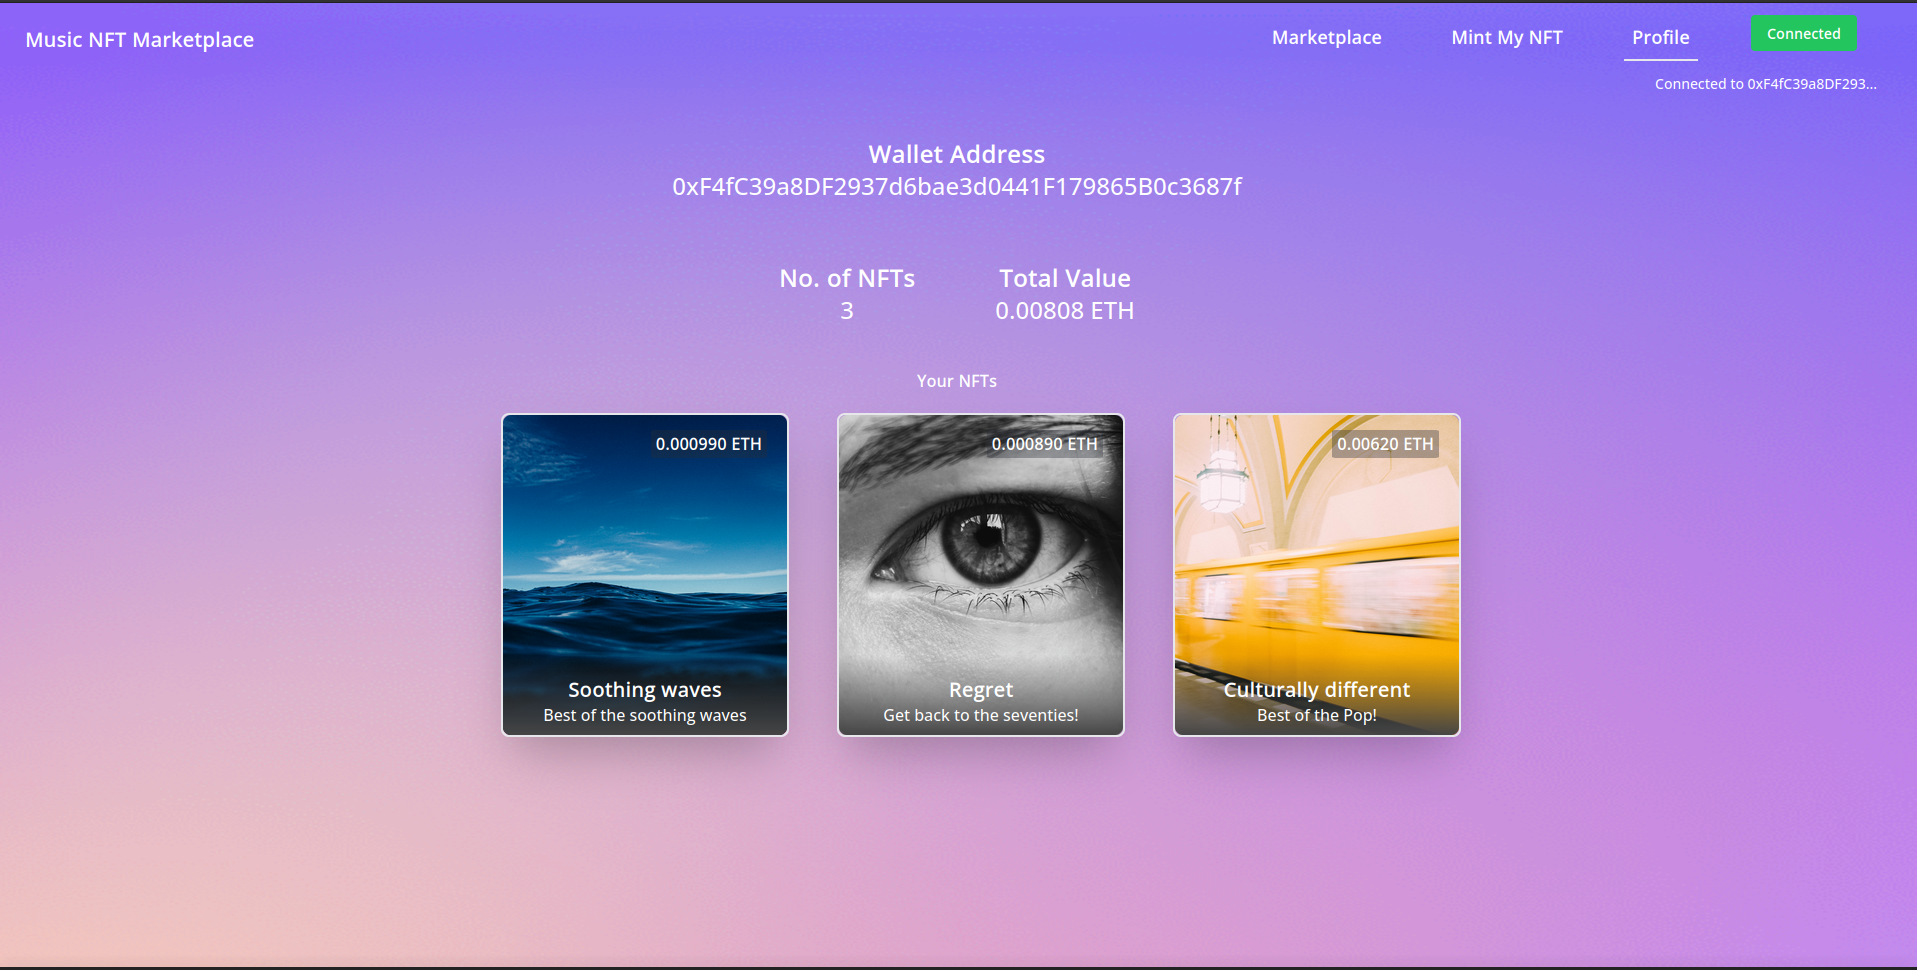 Music NFT Marketplace
Marketplace
Mint My NFT
Profile
Connected
Connected to 0xF4fC39a8DF293...
Wallet Address
0xF4fC39a8DF2937d6bae3d0441F179865B0c3687f
No. of NFTs
3
Total Value
0.00808 ETH
Your NFTs
0.000990 ETH
Soothing waves
Best of the soothing waves
0.000890 ETH
Regret
Get back to the seventies!
0.00620 ETH
Culturally different
Best of the Pop!